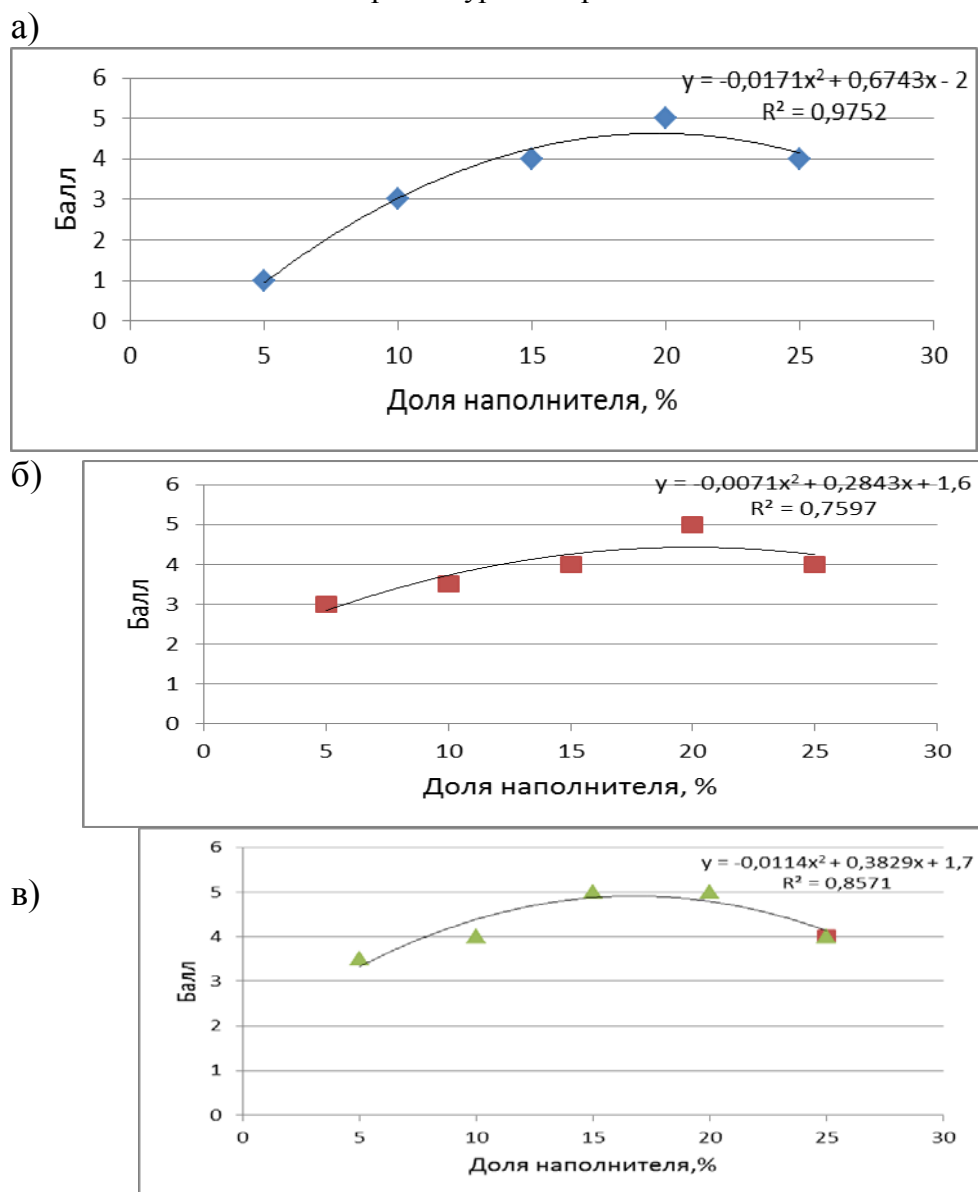 а)
y = -0,0171x² + 0,6743x - 2
R² = 0,9752
6
5
4
3
2
1
0
Балл
0 5 10 15 20 25 30
Доля наполнителя, %
б)
y = -0,0071x² + 0,2843x + 1,6
R² = 0,7597
6
5
4
3
2
1
0
Балл
0 5 10 15 20 25 30
Доля наполнителя, %
в)
y = -0,0114x² + 0,3829x + 1,7
R² = 0,8571
6
5
4
3
2
1
0
Балл
0 5 10 15 20 25 30
Доля наполнителя,%